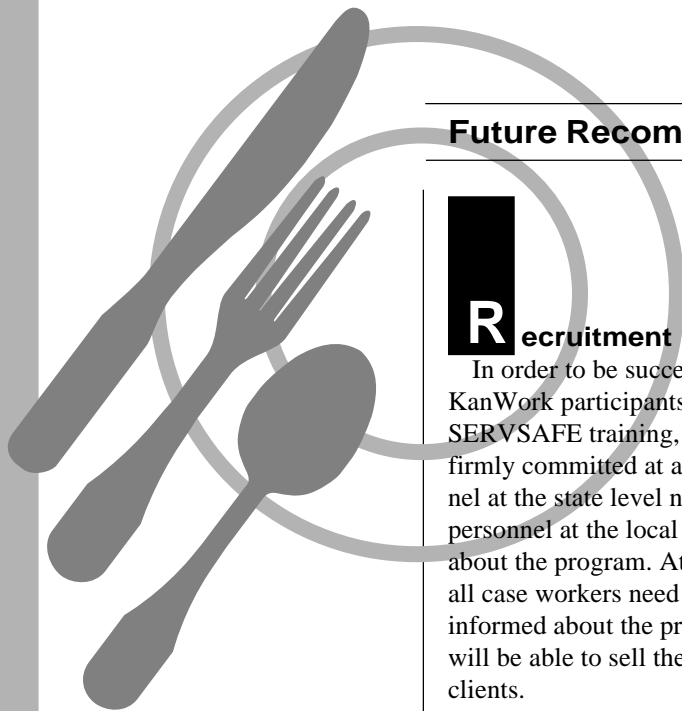 Future Recom
Recruitment
In order to be succe
KanWork participants
SERVSAFE training,
firmly committed at a
nel at the state level n
personnel at the local
about the program. At
all case workers need
informed about the pr
will be able to sell the
clients.